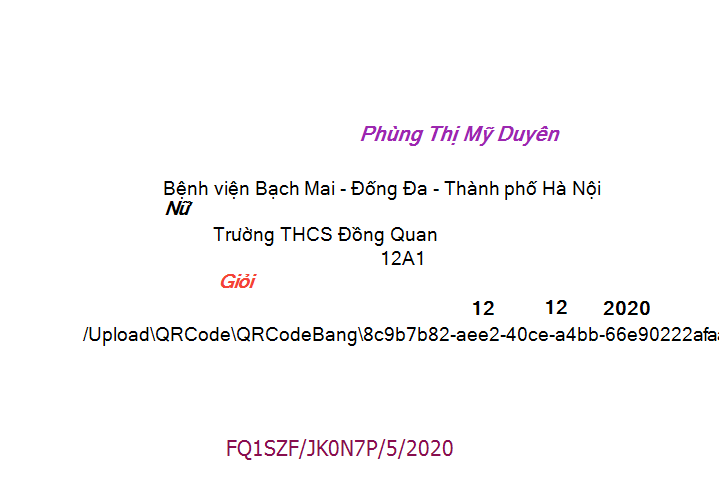 Phùng Thị Mỹ Duyên
Bệnh viện Bạch Mai - Đống Đa - Thành phố Hà Nội
Nữ
Trường THCS Đồng Quan
12A1
Giỏi
12 12 2020
/Upload\QRCode\QRCodeBang\8c9b7b82-aee2-40ce-a4bb-66e90222afaa
FQ1SZF/JK0N7P/5/2020